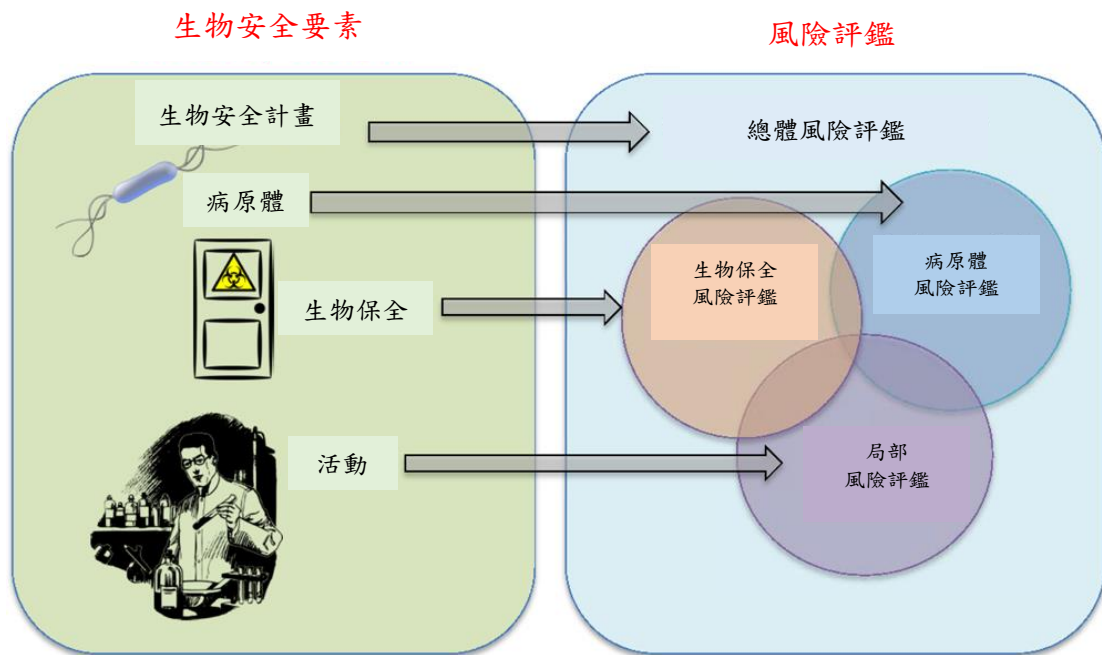 生物安全要素
風險評鑑
生物安全計畫
總體風險評鑑
病原體
生物保全
風險評鑑
病原體
風險評鑑
生物保全
活動
局部
風險評鑑